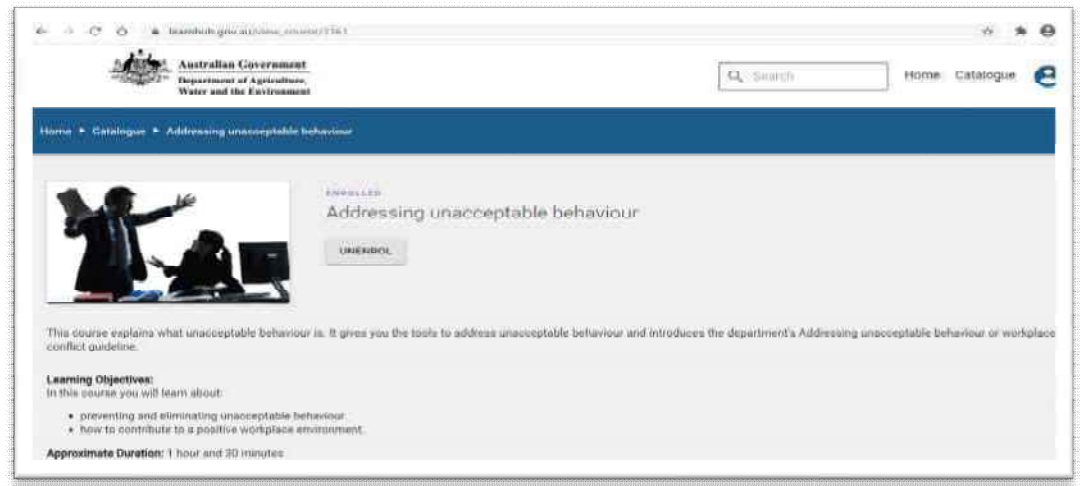 Australian Government
Department of Agriculture,
Water and the Environment
Search
Home Catalogue
Home ▸ Catalogue ▸ Addressing unacceptable behaviour
ENROLLED
Addressing unacceptable behaviour
UNENROL
This course explains what unacceptable behaviour is. It gives you the tools to address unacceptable behaviour and introduces the department's Addressing unacceptable behaviour or workplace
conflict guideline.
Learning Objectives:
In this course you will learn about:
• preventing and eliminating unacceptable behaviour.
• how to contribute to a positive workplace environment.
Approximate Duration: 1 hour and 30 minutes